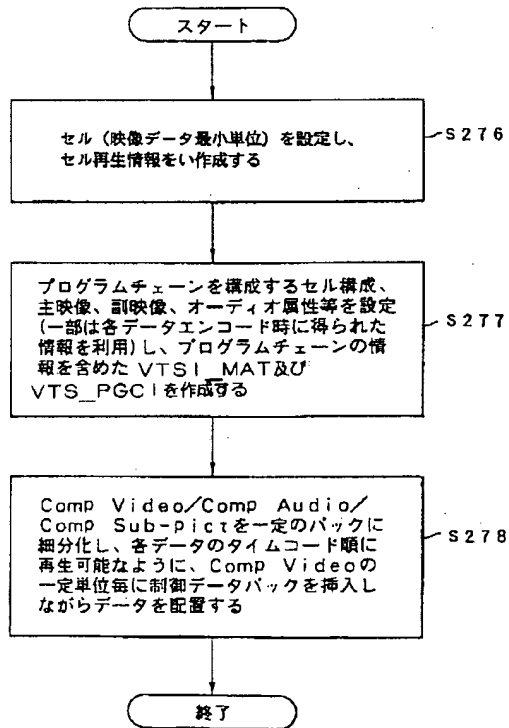 スタート
セル(映像データ最小単位)を設定し、
セル再生情報をい作成する
S276
プログラムチェーンを構成するセル構成、
主映像、副映像、オーディオ属性等を設定
(一部は各データエンコード時に得られた
情報を利用)し、プログラムチェーンの情
報を含めたVTSI_MAT及び
VTS_PGCIを作成する
S277
Comp Video/Comp Audio/
Comp Sub-pictを一定のパックに
細分化し、各データのタイムコード順に
再生可能なように、Comp Videoの
一定単位毎に制御データパックを挿入し
ながらデータを配置する
S278
終了